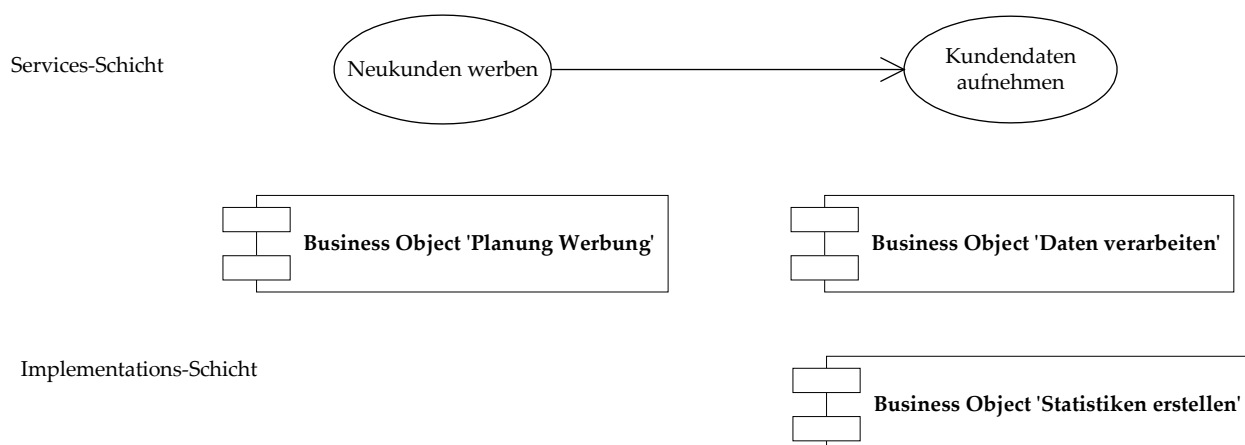 Services-Schicht
Neukunden werben
Kundendaten
aufnehmen
Business Object 'Planung Werbung'
Business Object 'Daten verarbeiten'
Implementations-Schicht
Business Object 'Statistiken erstellen'